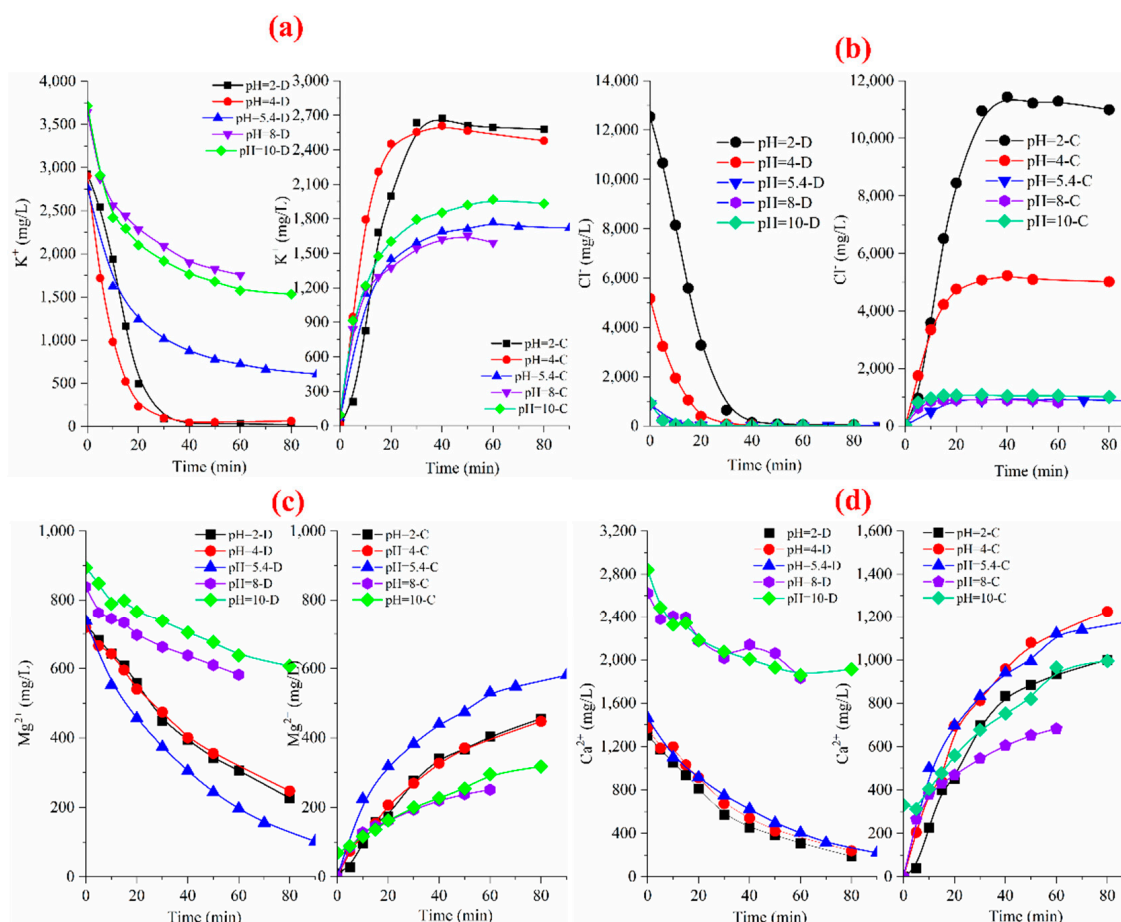 (a)
4,000
3,500
3,000
2,500
2,000
1,500
1,000
500
0
K⁺ (mg/L)
0 20 40 60 80
Time (min)
pH=2-D
pH=4-D
pH=5.4-D
pH=8-D
pH=10-D
3,000
2,700
2,400
2,100
1,800
1,500
1,200
900
600
300
0
(mg/L)
0 20 40 60 80
Time (min)
pH=2-C
pH=4-C
pH=5.4-C
pH=8-C
pH=10-C
(b)
14,000
12,000
10,000
8,000
6,000
4,000
2,000
0
Cl⁻ (mg/L)
0 20 40 60 80
Time (min)
pH=2-D
pH=4-D
pH=5.4-D
pH=8-D
pH=10-D
12,000
10,000
8,000
6,000
4,000
2,000
0
Cl⁻ (mg/L)
0 20 40 60 80
Time (min)
pH=2-C
pH=4-C
pH=5.4-C
pH=8-C
pH=10-C
(c)
1,000
800
600
400
200
0
(mg/L)
0 20 40 60 80
Time (min)
pH=2-D
pH=4-D
pH=5.4-D
pH=8-D
pH=10-D
1,000
800
600
400
200
0
(mg/L)
0 20 40 60 80
Time (min)
pH=2-C
pH=4-C
pH=5.4-C
pH=8-C
pH=10-C
(d)
3,200
2,800
2,400
2,000
1,600
1,200
800
400
0
Ca²⁺ (mg/L)
0 20 40 60 80
Time (min)
pH=2-D
pH=4-D
pH=5.4-D
pH=8-D
pH=10-D
1,600
1,400
1,200
1,000
800
600
400
200
0
Ca²⁺ (mg/L)
0 20 40 60 80
Time (min)
pH=2-C
pH=4-C
pH=5.4-C
pH=8-C
pH=10-C